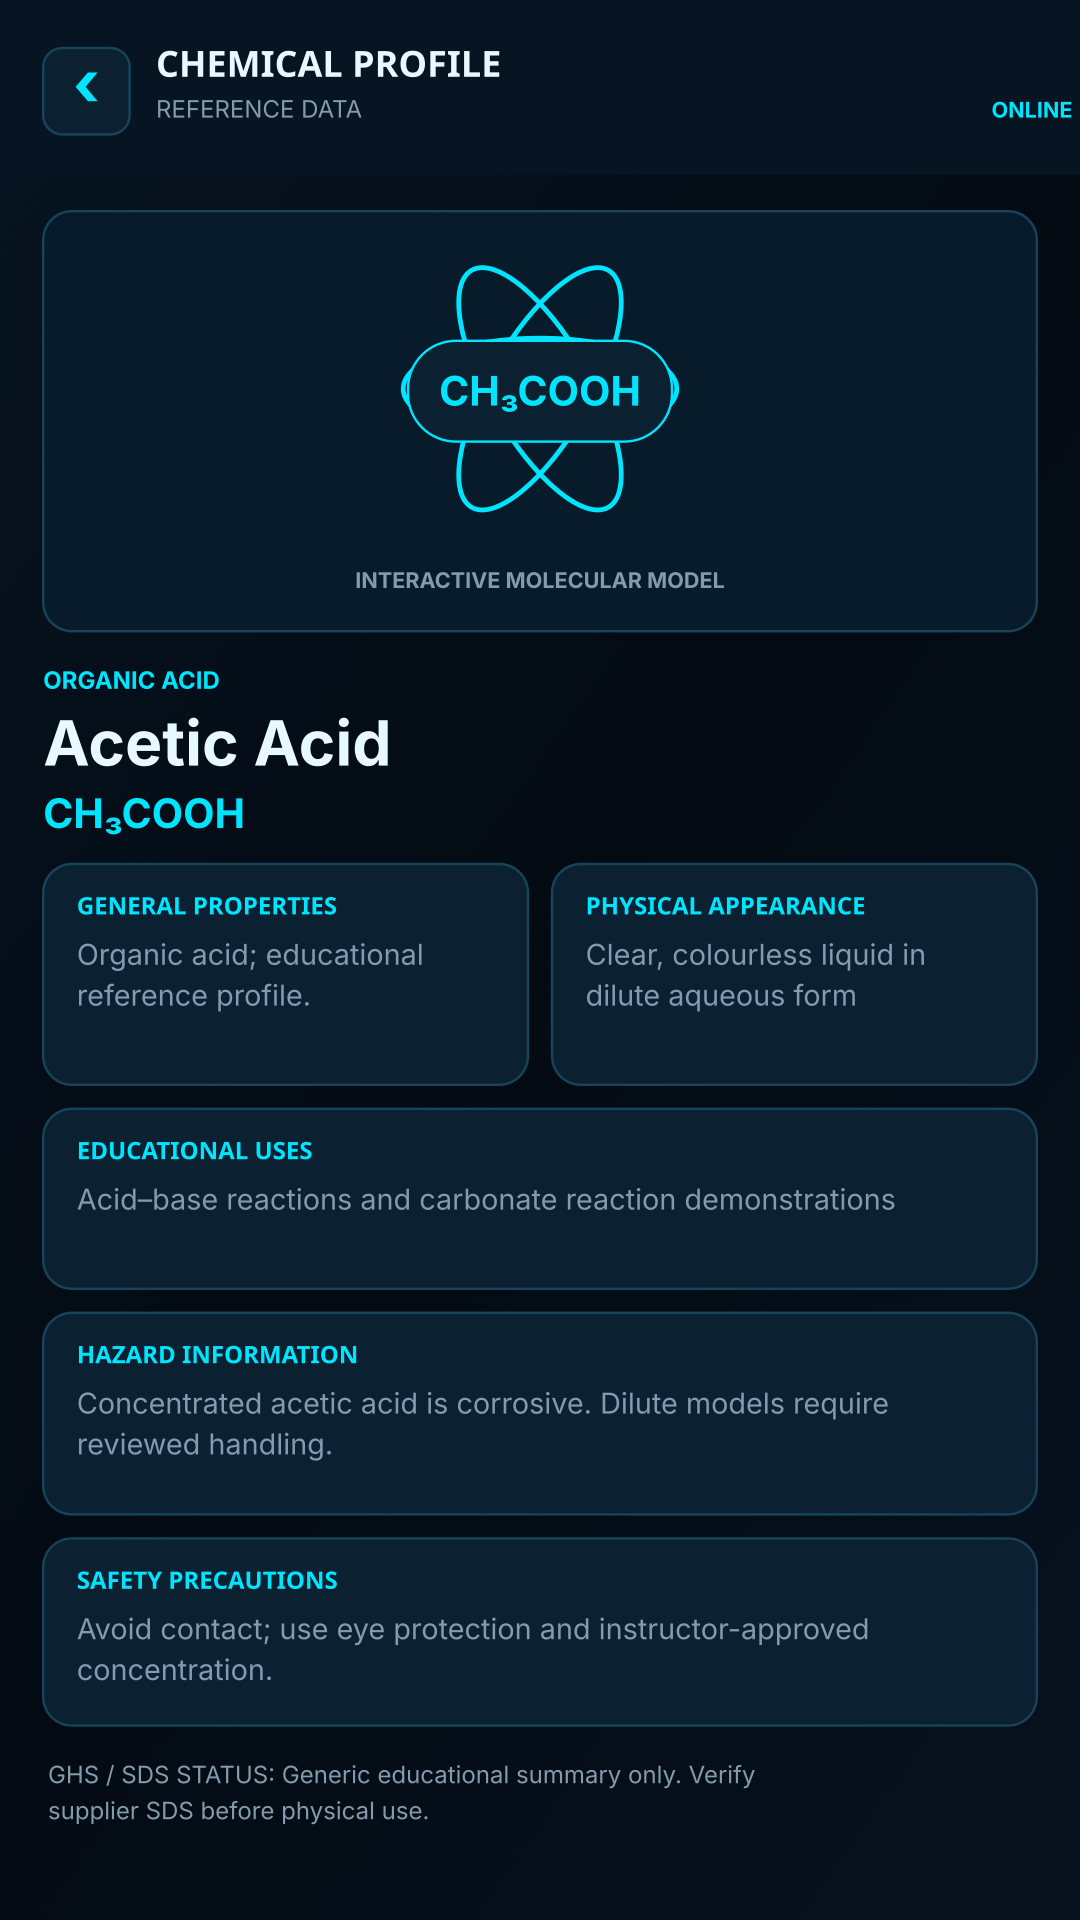 CHEMICAL PROFILE
REFERENCE DATA
ONLINE
CH₃COOH
INTERACTIVE MOLECULAR MODEL
ORGANIC ACID
Acetic Acid
CH₃COOH
GENERAL PROPERTIES
Organic acid; educational
reference profile.
PHYSICAL APPEARANCE
Clear, colourless liquid in
dilute aqueous form
EDUCATIONAL USES
Acid–base reactions and carbonate reaction demonstrations
HAZARD INFORMATION
Concentrated acetic acid is corrosive. Dilute models require
reviewed handling.
SAFETY PRECAUTIONS
Avoid contact; use eye protection and instructor-approved
concentration.
GHS / SDS STATUS: Generic educational summary only. Verify
supplier SDS before physical use.